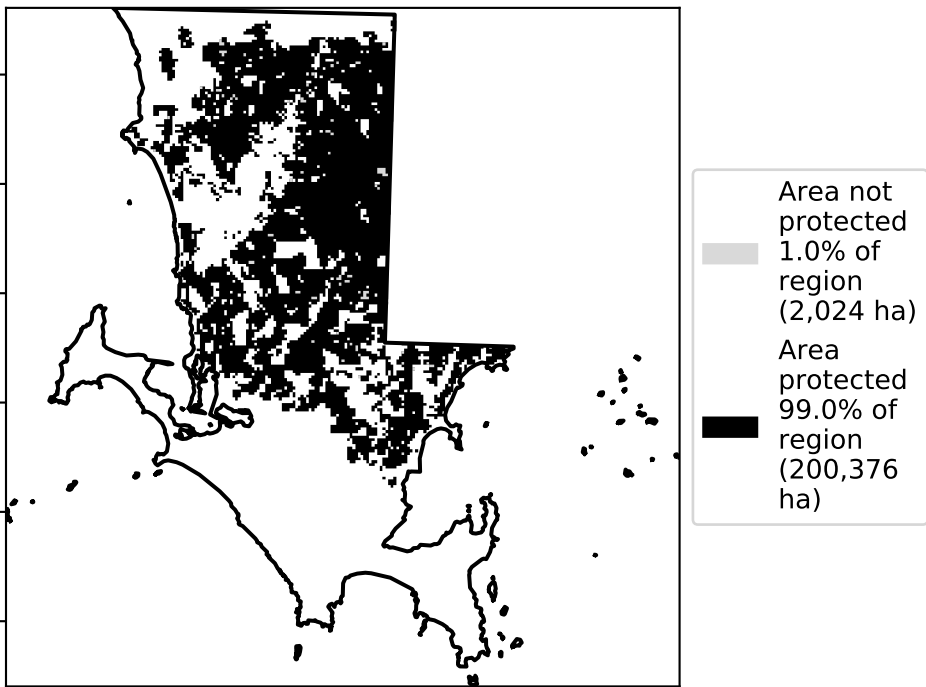 Area not
protected
1.0% of
region
(2,024 ha)
Area
protected
99.0% of
region
(200,376
ha)